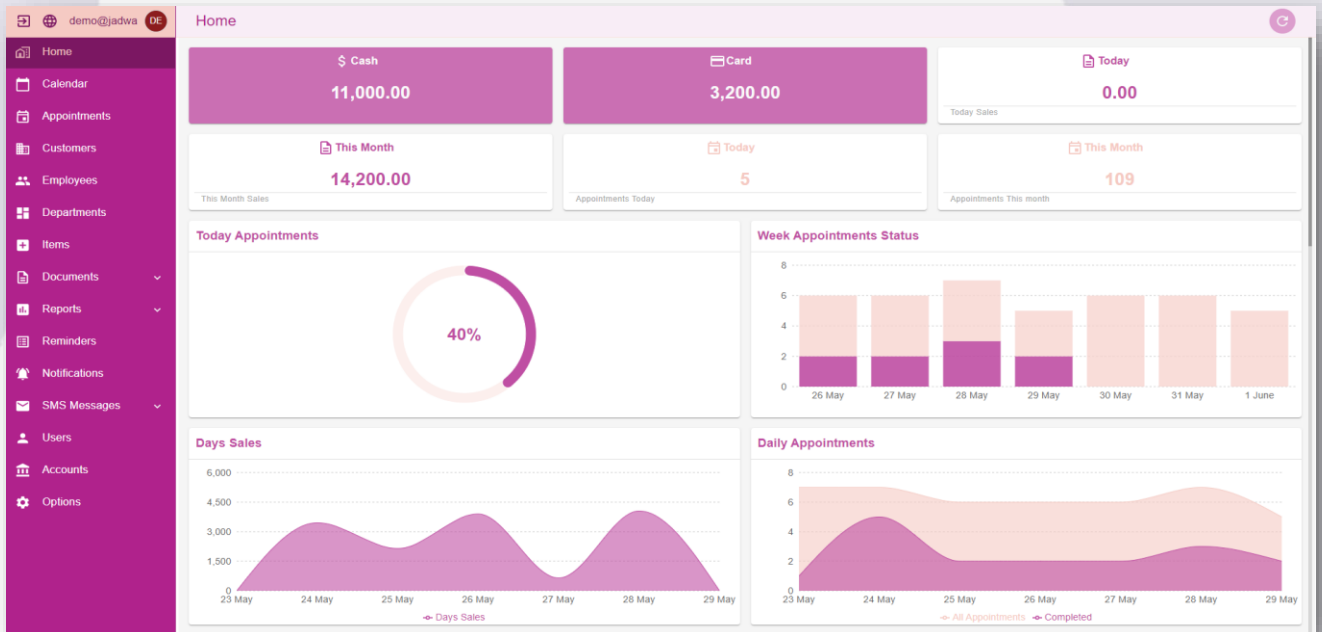 demo@jadwa DE
Home
Calendar
Appointments
Customers
Employees
Departments
Items
Documents
Reports
Reminders
Notifications
SMS Messages
Users
Accounts
Options
Home
$ Cash
11,000.00
Card
3,200.00
Today
0.00
Today Sales
This Month
14,200.00
This Month Sales
Today
5
Appointments Today
This Month
109
Appointments This month
Today Appointments
40%
Week Appointments Status
8
6
4
2
0
26 May 27 May 28 May 29 May 30 May 31 May 1 June
Days Sales
6,000
4,500
3,000
1,500
0
23 May 24 May 25 May 26 May 27 May 28 May 29 May
Days Sales
Daily Appointments
8
6
4
2
0
23 May 24 May 25 May 26 May 27 May 28 May 29 May
All Appointments Completed